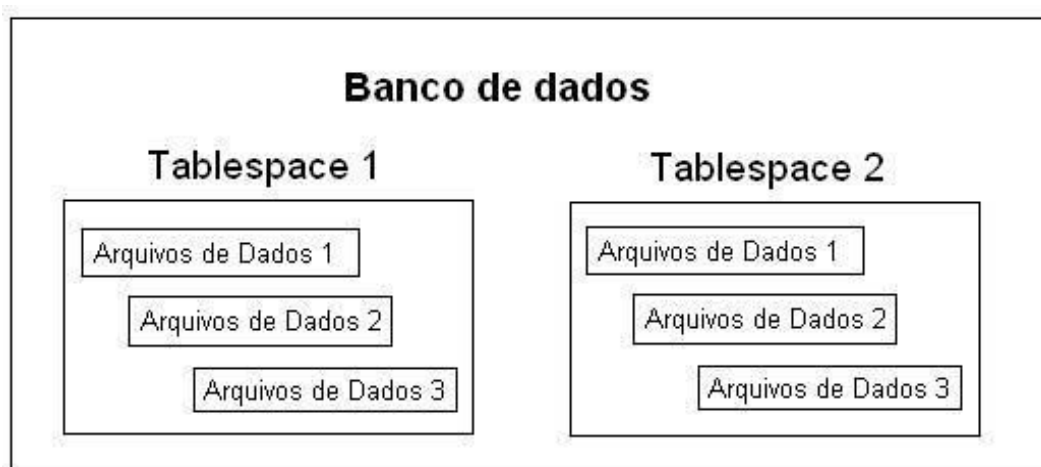 Banco de dados
Tablespace 1
Arquivos de Dados 1
Arquivos de Dados 2
Arquivos de Dados 3
Tablespace 2
Arquivos de Dados 1
Arquivos de Dados 2
Arquivos de Dados 3